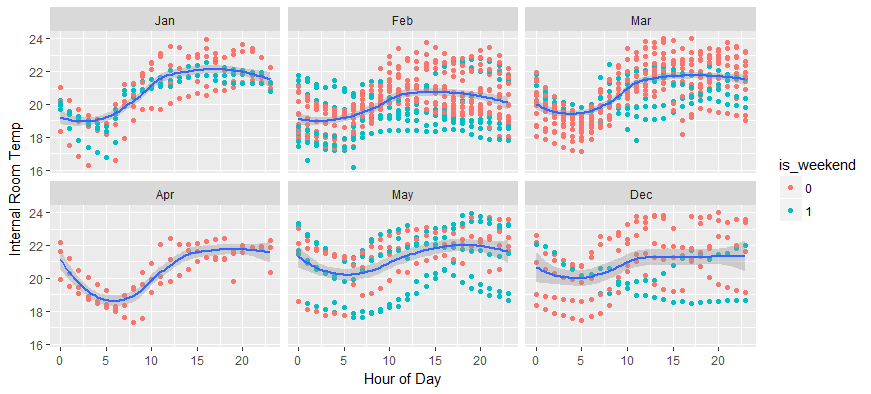 Jan Feb Mar
24
22
20
18
16
Apr May Dec
24
22
20
18
16
0 5 10 15 20 0 5 10 15 20 0 5 10 15 20
Hour of Day
Internal Room Temp
is_weekend
0
1